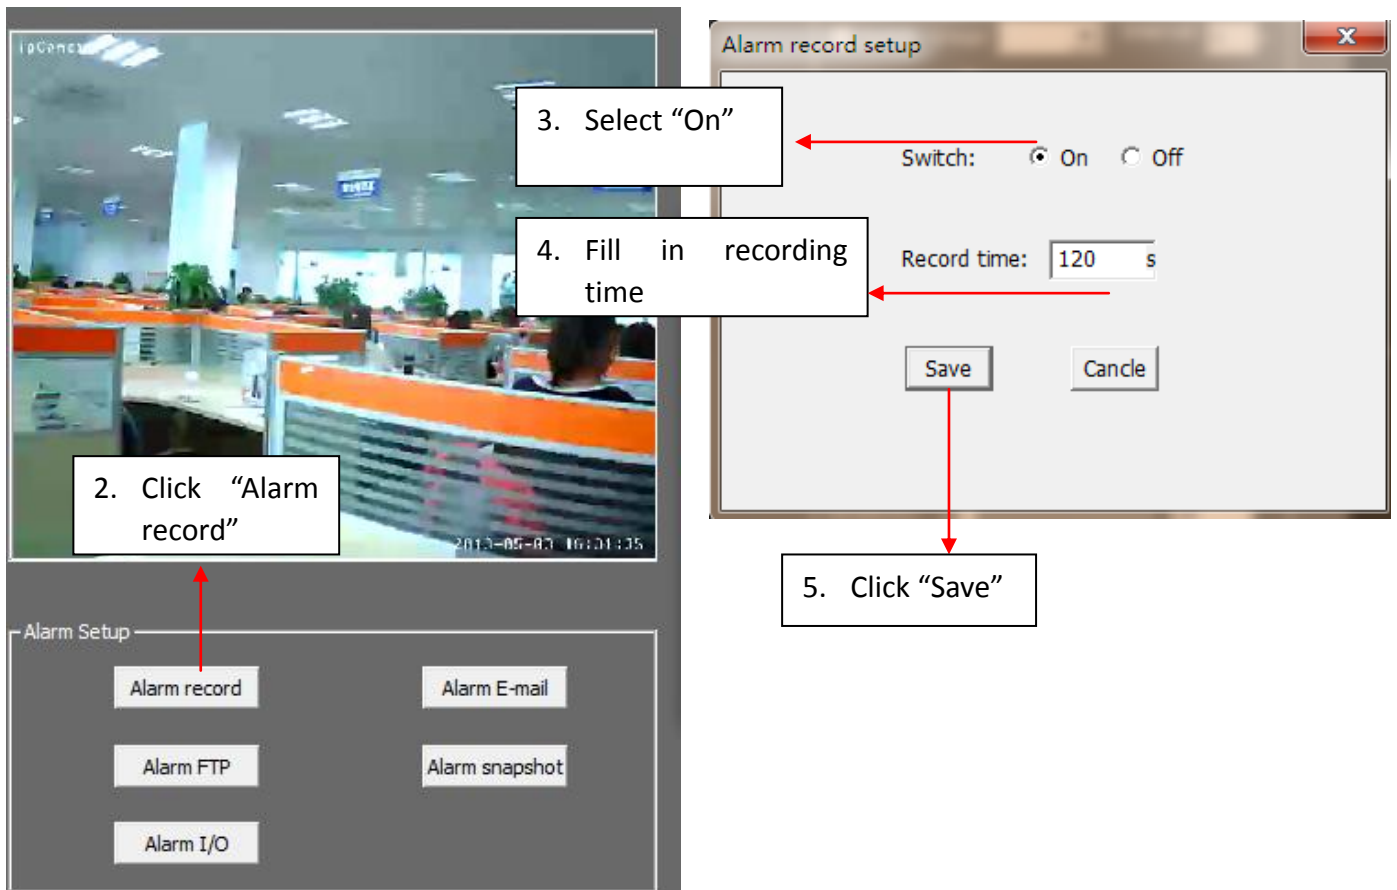 Alarm record setup
3. Select “On”
Switch: On Off
4. Fill in recording
time
Record time: 120 s
Save Cancle
2. Click “Alarm
record”
5. Click “Save”
Alarm Setup
Alarm record Alarm E-mail
Alarm FTP Alarm snapshot
Alarm I/O